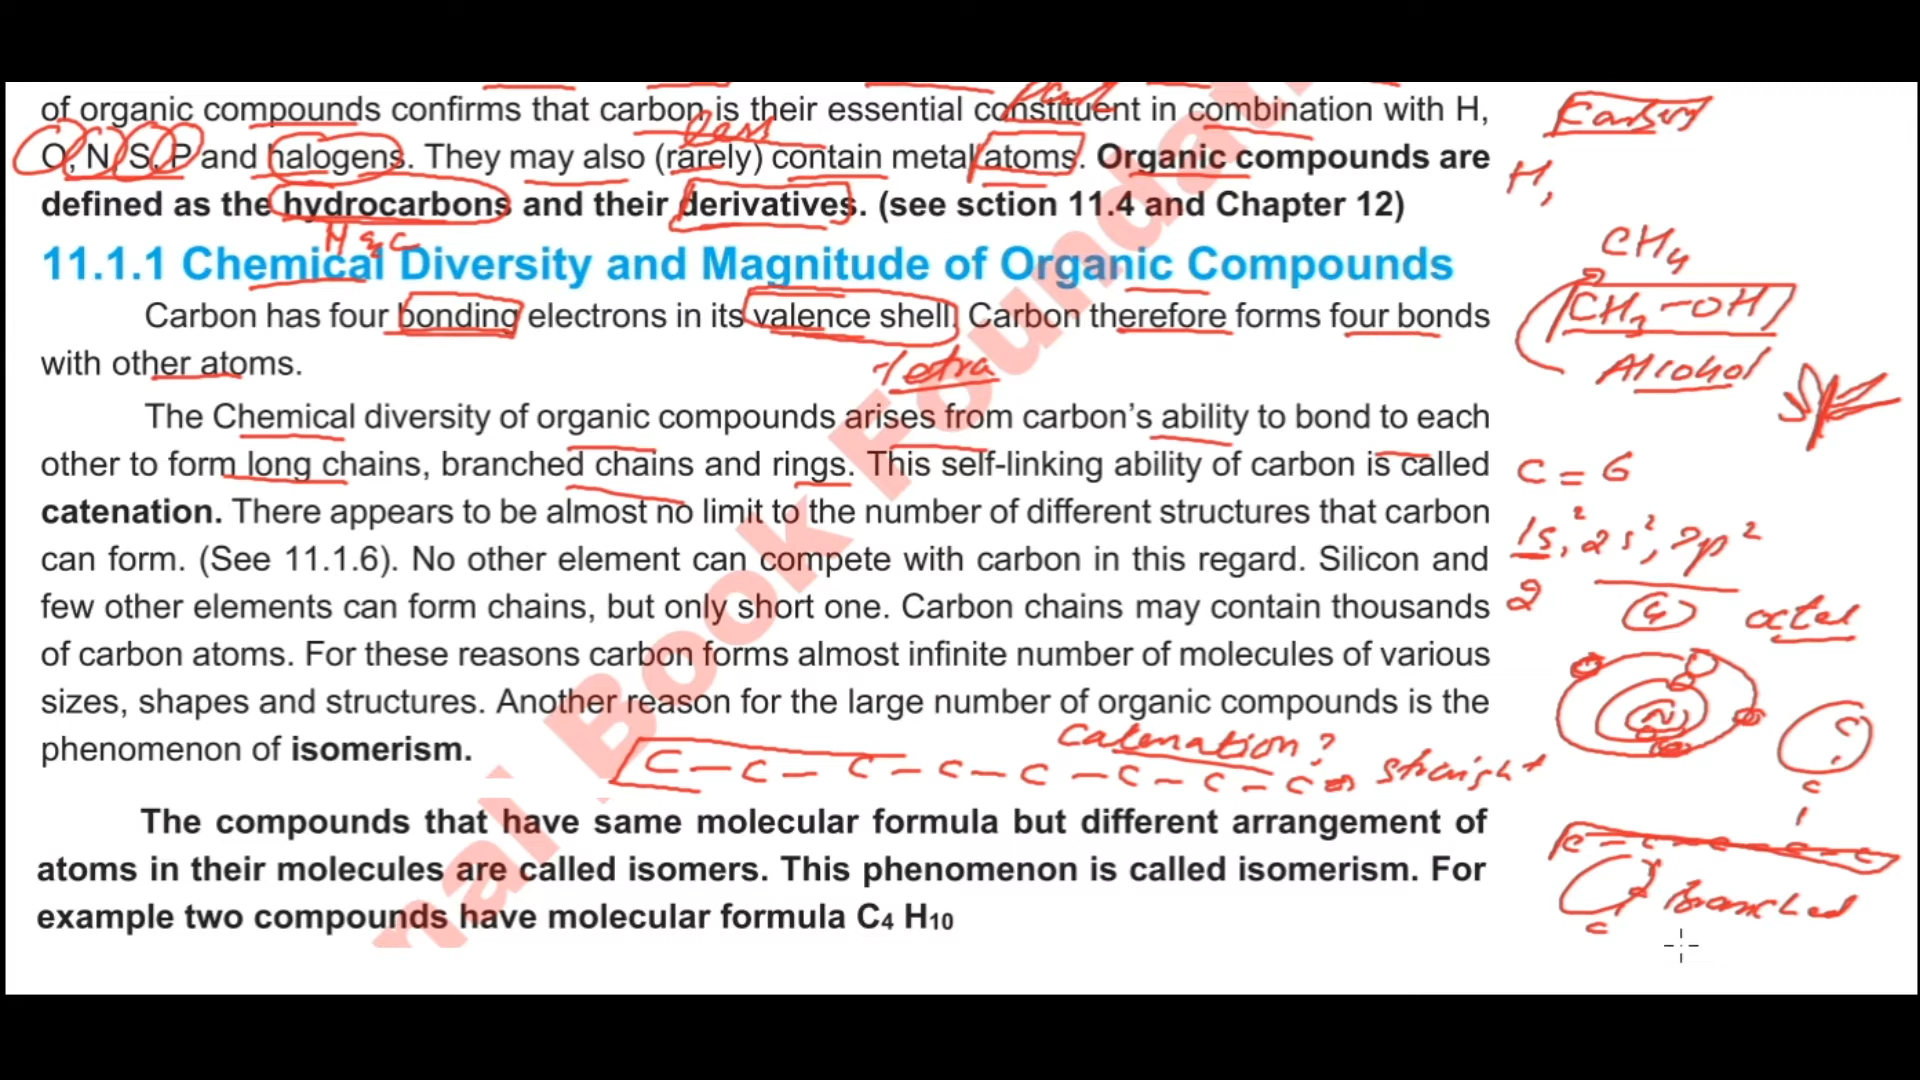 of organic compounds confirms that carbon is their essential constituent in combination with H,
less
O, N, S, P and halogens. They may also (rarely) contain metal atoms. Organic compounds are
defined as the hydrocarbons and their derivatives. (see sction 11.4 and Chapter 12)
H & C
11.1.1 Chemical Diversity and Magnitude of Organic Compounds
Carbon has four bonding electrons in its valence shell. Carbon therefore forms four bonds
with other atoms.
Tetra
The Chemical diversity of organic compounds arises from carbon’s ability to bond to each
other to form long chains, branched chains and rings. This self-linking ability of carbon is called
catenation. There appears to be almost no limit to the number of different structures that carbon
can form. (See 11.1.6). No other element can compete with carbon in this regard. Silicon and
few other elements can form chains, but only short one. Carbon chains may contain thousands
of carbon atoms. For these reasons carbon forms almost infinite number of molecules of various
sizes, shapes and structures. Another reason for the large number of organic compounds is the
phenomenon of isomerism.
Catenation?
C – C – C – C – C – C – C – C straight
The compounds that have same molecular formula but different arrangement of
atoms in their molecules are called isomers. This phenomenon is called isomerism. For
example two compounds have molecular formula C4 H10
nal Book Foundat
Carbon
H,
CH4
CH3 – OH
Alcohol
C = 6
1s², 2s², 2p²
2
4 octet
N
C
C
C – C – C – C – C
Branched
C